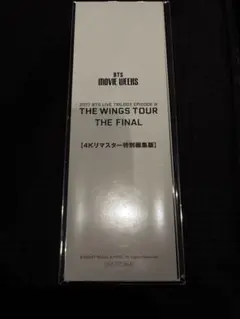 BTS
MOVIE WEEKS
2017 BTS LIVE TRILOGY EPISODE III
THE WINGS TOUR
THE FINAL
【4Kリマスター特別編集版】